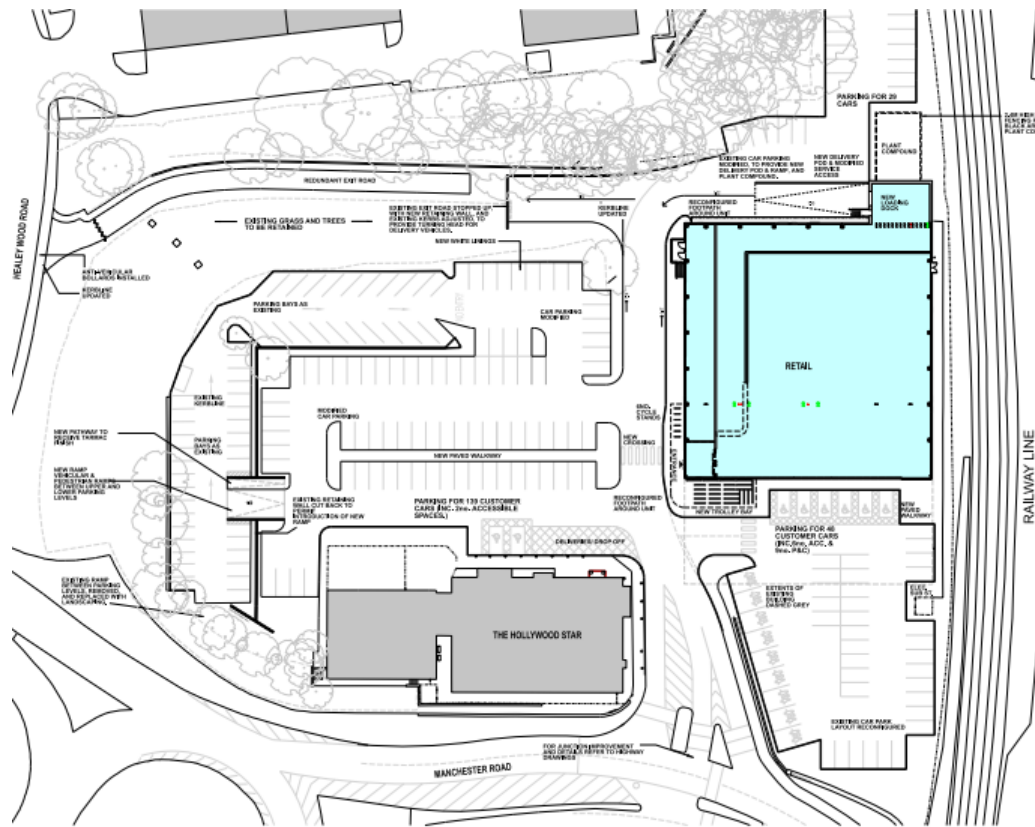 PARKING FOR 29
CARS
PLANT
COMPOUND
EXISTING CAR PARKING
MODIFIED, TO PROVIDE NEW
DELIVERY POD & RAMP, AND
PLANT COMPOUND.
NEW DELIVERY
POD & MODIFIED
SERVICE
ACCESS
REDUNDANT EXIT ROAD
HEALEY WOOD ROAD
EXISTING GRASS AND TREES
TO BE RETAINED
EXISTING EXIT ROAD STOPPED UP,
WITH NEW RETAINING WALL, AND
EXISTING KERBS ADJUSTED, TO
PROVIDE TURNING HEAD FOR
DELIVERY VEHICLES.
KERBLINE
UPDATED
RECONFIGURED
FOOTPATH
AROUND UNIT
NEW
LOADING
DOCK
NEW WHITE LININGS
ANTI-VEHICULAR
BOLLARDS INSTALLED
KERBLINE
UPDATED
PARKING BAYS AS
EXISTING
CAR PARKING
MODIFIED
RETAIL
EXISTING
KERBLINE
MODIFIED
CAR PARKING
CYCLE
STANDS
NEW PATHWAY TO
RECEIVE TARMAC
FINISH
PARKING
BAYS AS
EXISTING
NEW
CROSSING
ENTRANCE
NEW PAVED WALKWAY
NEW RAMP
VEHICULAR &
PEDESTRIAN RAMPS
BETWEEN UPPER AND
LOWER PARKING
LEVELS
EXISTING RETAINING
WALL CUT BACK TO
PERMIT
INTRODUCTION OF NEW
RAMP
PARKING FOR 139 CUSTOMER
CARS (INC. 2no. ACCESSIBLE
SPACES,)
RECONFIGURED
FOOTPATH
AROUND UNIT
NEW TROLLEY BAY
NEW
PAVED
WALKWAY
RAILWAY LINE
PARKING FOR 46
CUSTOMER CARS
DELIVERIES/ DROP OFF
EXISTING RAMP
BETWEEN PARKING
LEVELS, REMOVED,
AND REPLACED WITH
LANDSCAPING.
EXTENTS OF
EXISTING
BUILDING
DASHED GREY
THE HOLLYWOOD STAR
EXISTING CAR PARK
LAYOUT RECONFIGURED
FOR JUNCTION IMPROVEMENT
AND DETAILS REFER TO HIGHWAY
DRAWINGS
MANCHESTER ROAD